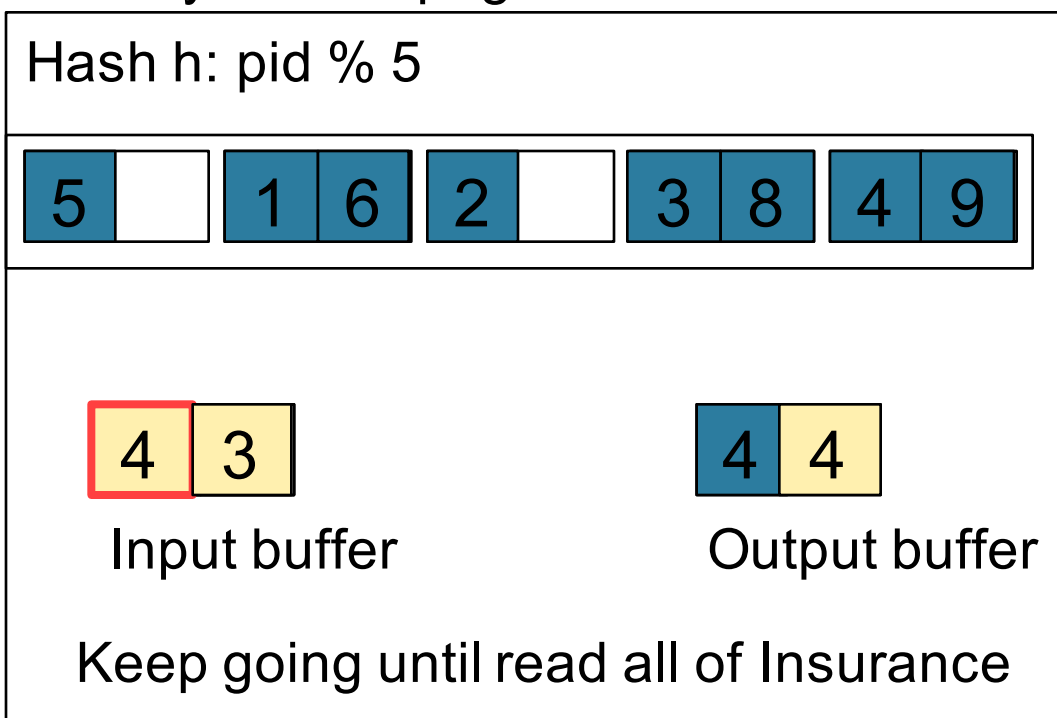 Hash h: pid % 5
5 1 6 2 3 8 4 9
4 3 4 4
Input buffer Output buffer
Keep going until read all of Insurance